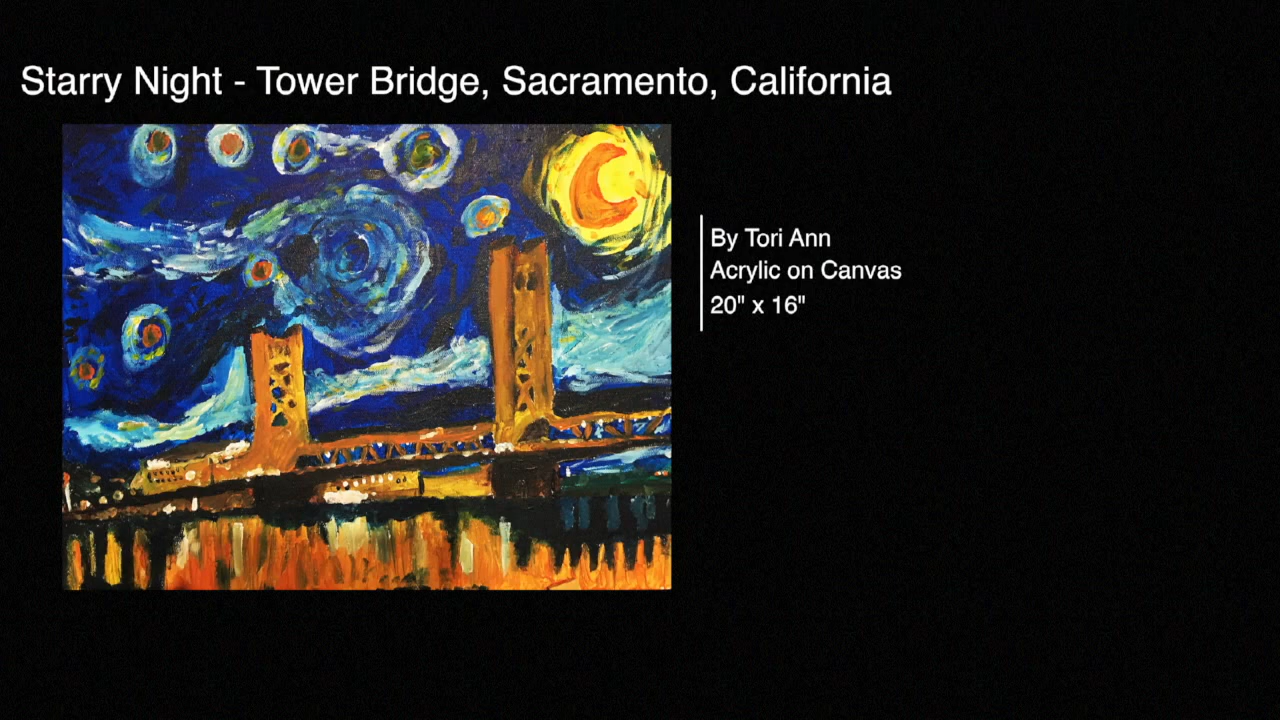 Starry Night - Tower Bridge, Sacramento, California
By Tori Ann
Acrylic on Canvas
20" x 16"